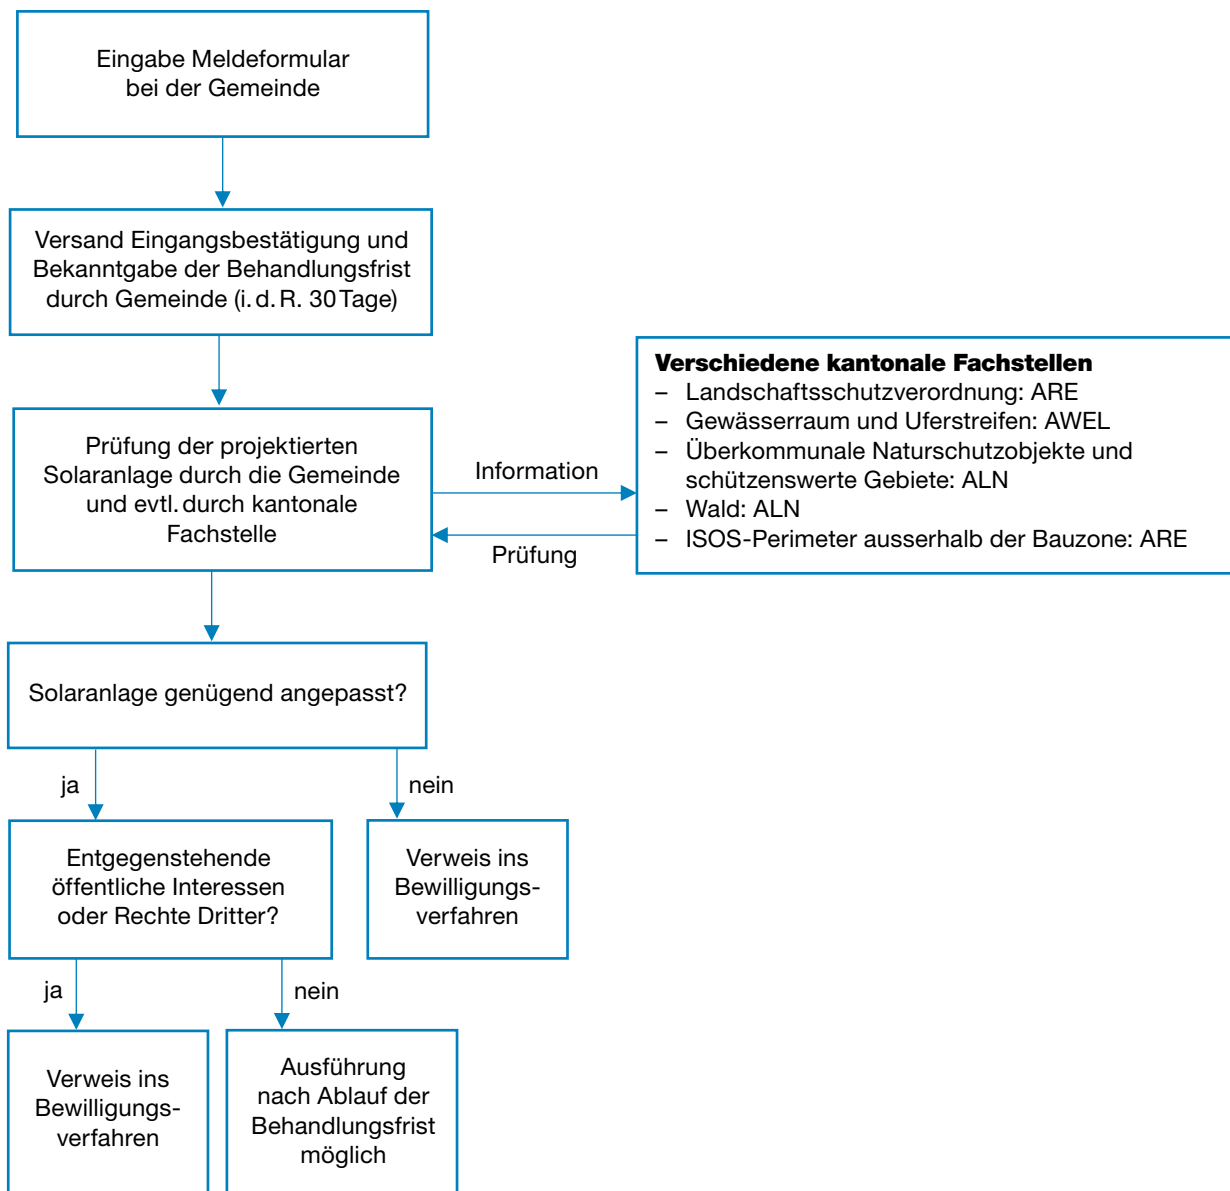 Eingabe Meldeformular
bei der Gemeinde
Versand Eingangsbestätigung und
Bekanntgabe der Behandlungsfrist
durch Gemeinde (i. d. R. 30 Tage)
Prüfung der projektierten
Solaranlage durch die Gemeinde
und evtl. durch kantonale
Fachstelle
Information
Prüfung
Verschiedene kantonale Fachstellen
– Landschaftsschutzverordnung: ARE
– Gewässerraum und Uferstreifen: AWEL
– Überkommunale Naturschutzobjekte und
schützenswerte Gebiete: ALN
– Wald: ALN
– ISOS-Perimeter ausserhalb der Bauzone: ARE
Solaranlage genügend angepasst?
ja
nein
Entgegenstehende
öffentliche Interessen
oder Rechte Dritter?
Verweis ins
Bewilligungs-
verfahren
ja
nein
Verweis ins
Bewilligungs-
verfahren
Ausführung
nach Ablauf der
Behandlungsfrist
möglich